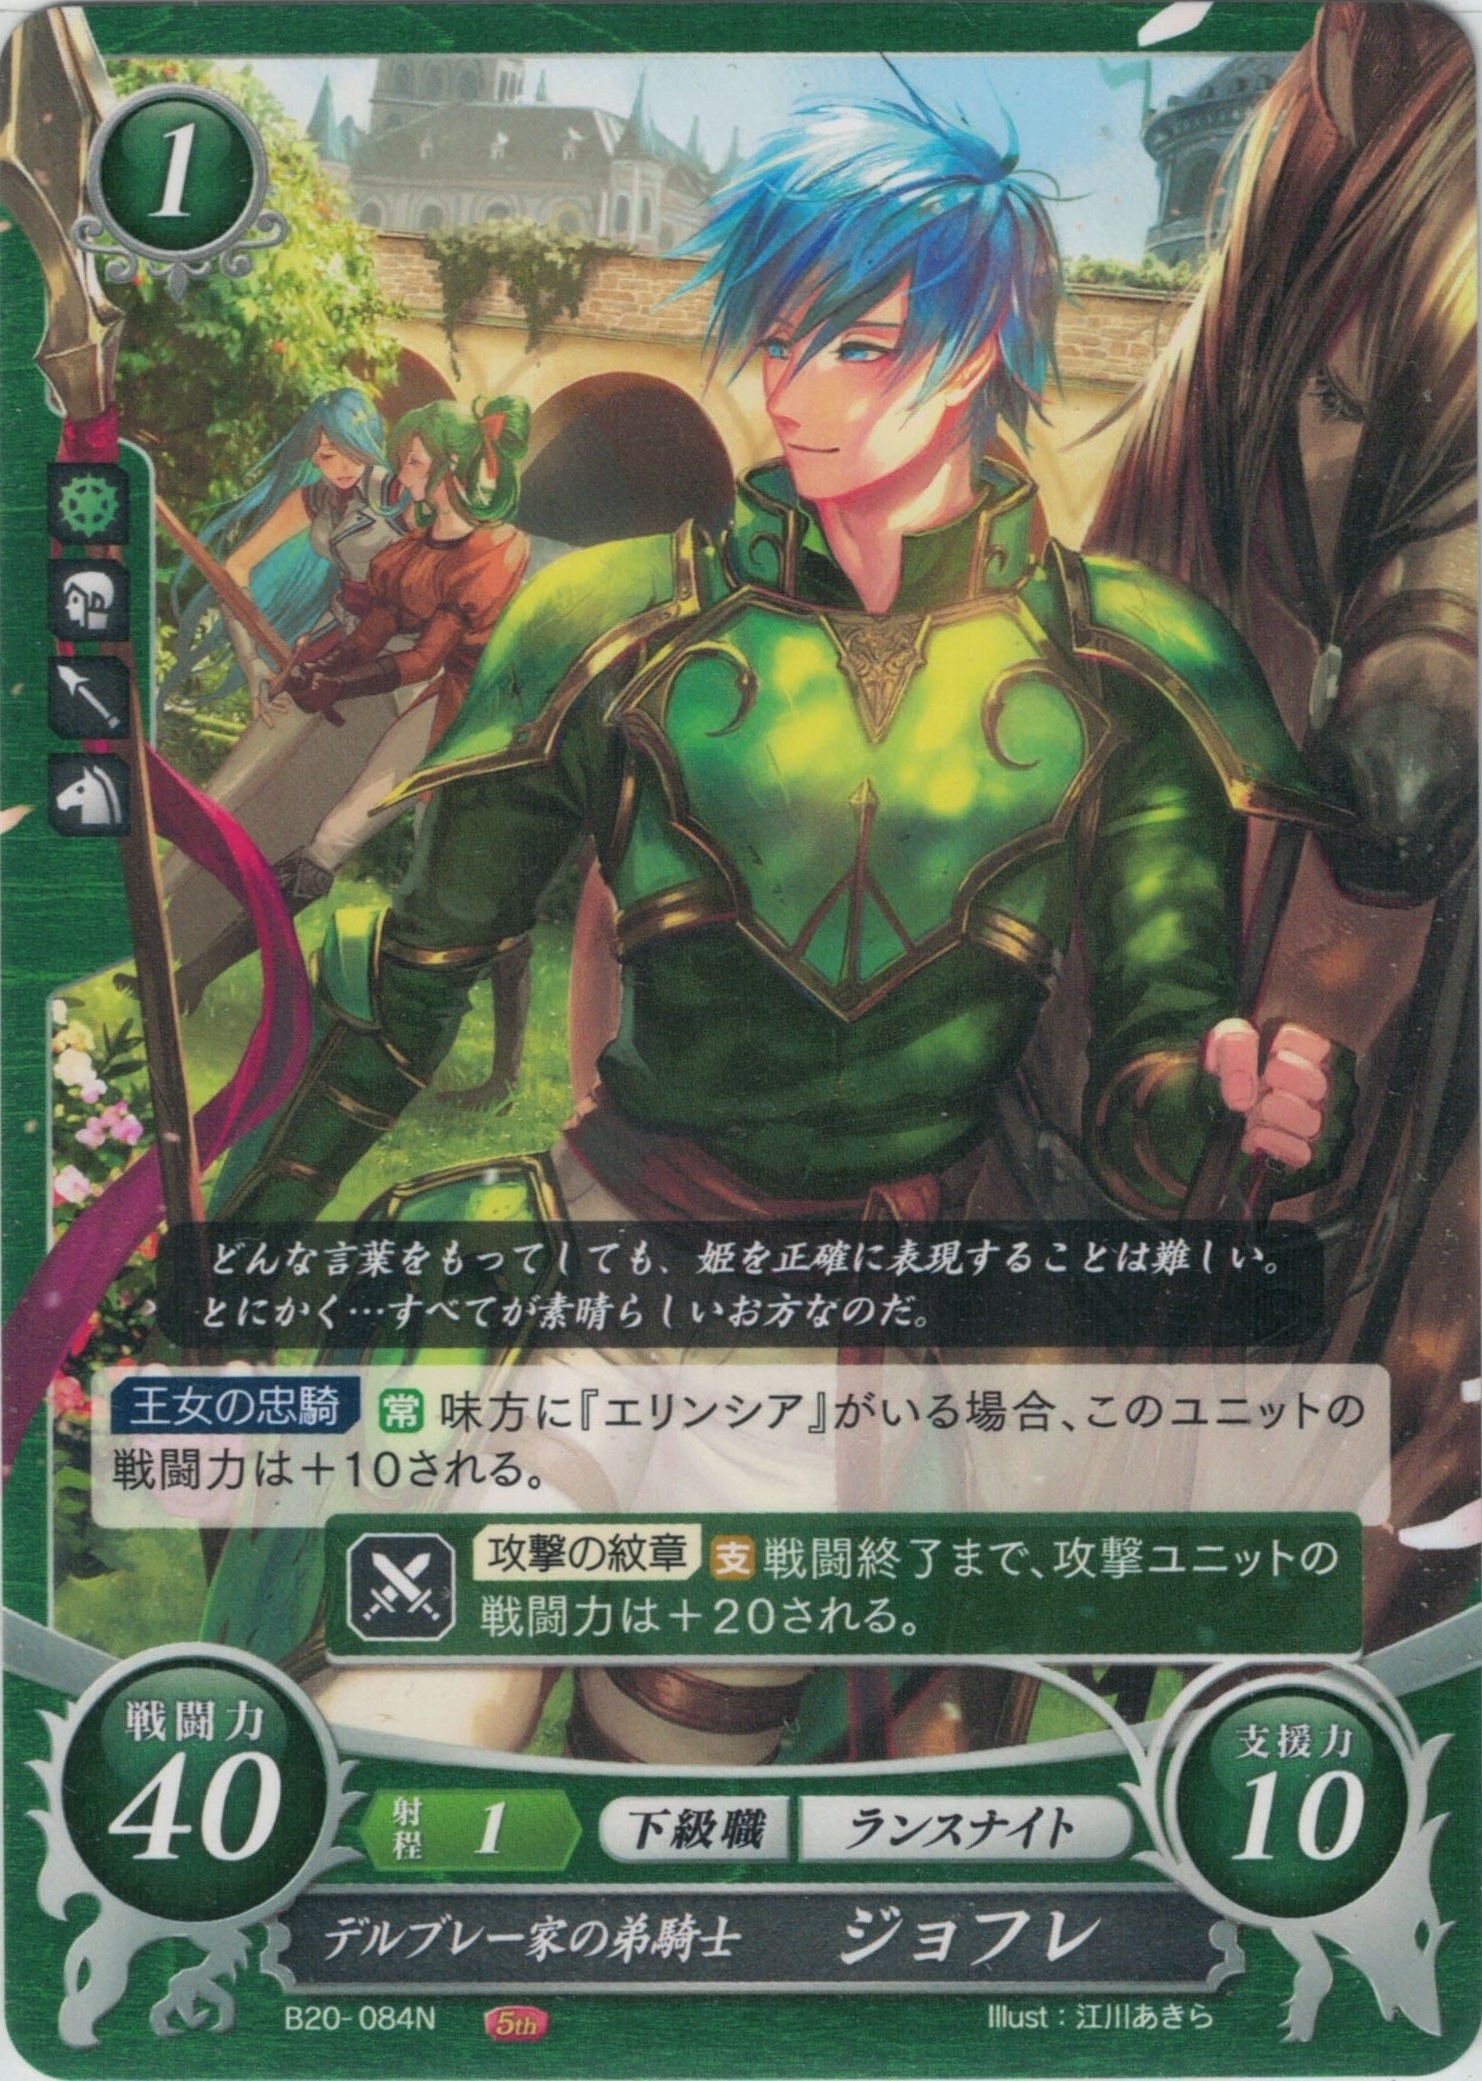 1
どんな言葉をもってしても、姫を正確に表現することは難しい。
とにかく…すべてが素晴らしいお方なのだ。
王女の忠騎 常 味方に『エリンシア』がいる場合、このユニットの
戦闘力は＋10される。
攻撃の紋章 支 戦闘終了まで、攻撃ユニットの
戦闘力は＋20される。
戦闘力
40
射程 1
下級職 ランスナイト
支援力
10
デルブレー家の弟騎士 ジョフレ
B20-084N 5th Illust：江川あきら